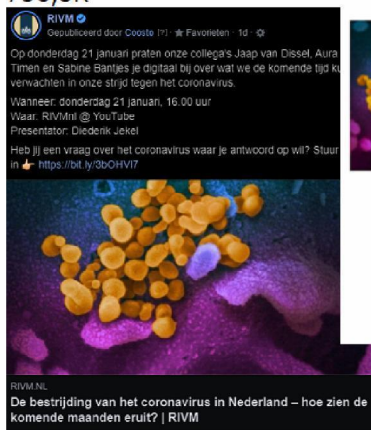 RIVM
Gepubliceerd door Coosto [?] · Favorieten · 1d ·
Op donderdag 21 januari praten onze collega's Jaap van Dissel, Aura
Timen en Sabine Bantjes je digitaal bij over wat we de komende tijd
verwachten in onze strijd tegen het coronavirus.
Wanneer: donderdag 21 januari, 16.00 uur
Waar: RIVMnl @ YouTube
Presentator: Diederik Jekel
Heb jij een vraag over het coronavirus waar je antwoord op wil? Stuur
in 👉 https://bit.ly/3bOHVI7
RIVM.NL
De bestrijding van het coronavirus in Nederland – hoe zien de
komende maanden eruit? | RIVM